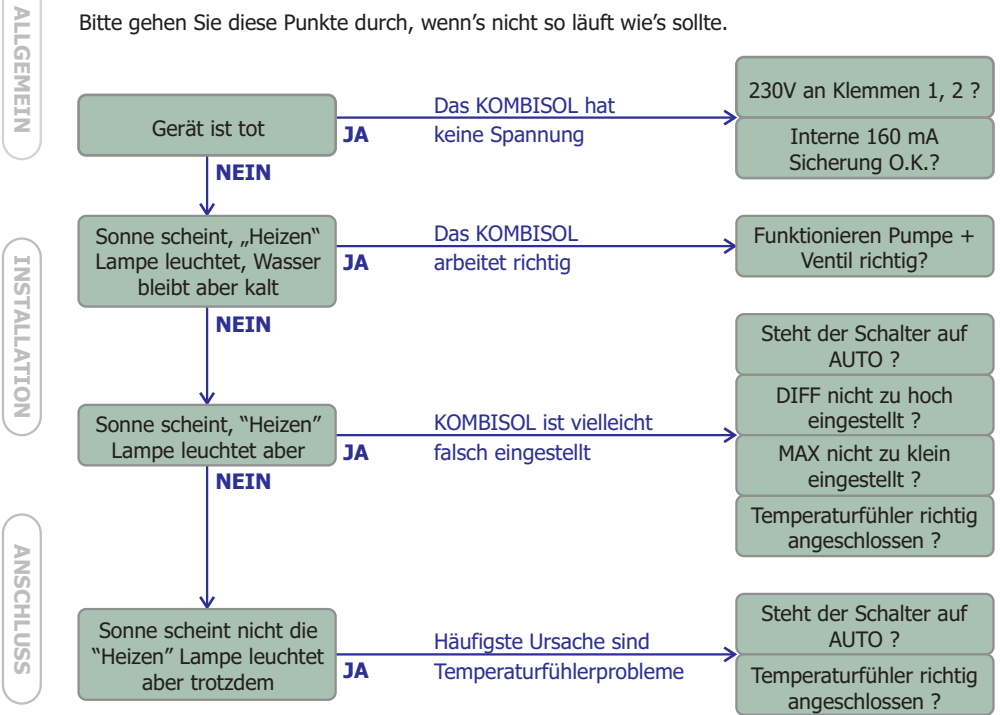 Bitte gehen Sie diese Punkte durch, wenn's nicht so läuft wie's sollte.
ALLGEMEIN
Gerät ist tot
JA
Das KOMBISOL hat
keine Spannung
230V an Klemmen 1, 2 ?
Interne 160 mA
Sicherung O.K.?
NEIN
INSTALLATION
Sonne scheint, „Heizen“
Lampe leuchtet, Wasser
bleibt aber kalt
JA
Das KOMBISOL
arbeitet richtig
Funktionieren Pumpe +
Ventil richtig?
NEIN
Sonne scheint, “Heizen”
Lampe leuchtet aber
JA
KOMBISOL ist vielleicht
falsch eingestellt
Steht der Schalter auf
AUTO ?
DIFF nicht zu hoch
eingestellt ?
MAX nicht zu klein
eingestellt ?
Temperaturfühler richtig
angeschlossen ?
NEIN
ANSCHLUSS
Sonne scheint nicht die
“Heizen” Lampe leuchtet
aber trotzdem
JA
Häufigste Ursache sind
Temperaturfühlerprobleme
Steht der Schalter auf
AUTO ?
Temperaturfühler richtig
angeschlossen ?